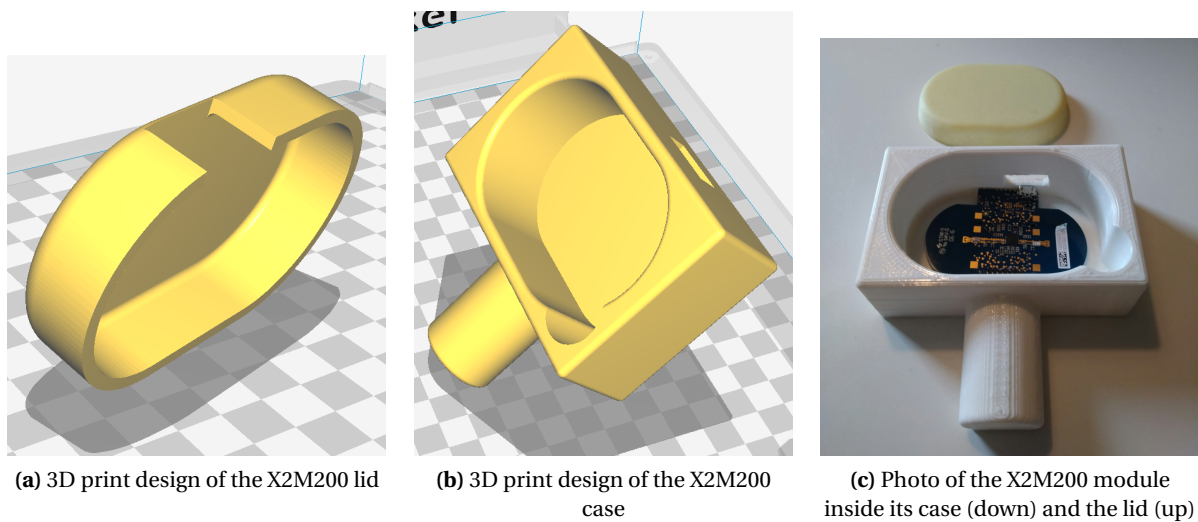 (a) 3D print design of the X2M200 lid
(b) 3D print design of the X2M200
case
(c) Photo of the X2M200 module
inside its case (down) and the lid (up)